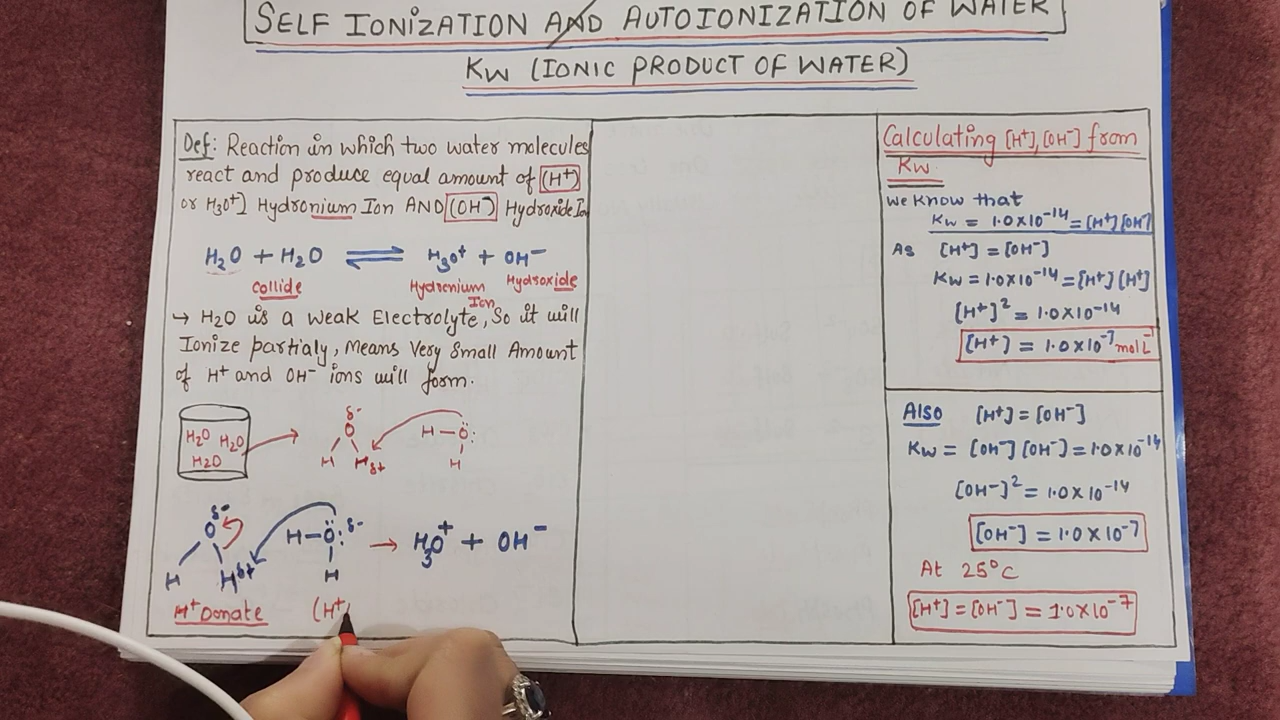 SELF IONIZATION AND AUTOIONIZATION OF WATER
KW (IONIC PRODUCT OF WATER)
Def: Reaction in which two water molecules
react and produce equal amount of (H⁺)
or H₃O⁺] Hydronium Ion AND (OH⁻) Hydroxide Ion
H₂O + H₂O ⇌ H₃O⁺ + OH⁻
collide Hydrenium Ion Hydroxide
→ H₂O is a weak Electrolyte, So it will
Ionize partialy, Means Very Small Amount
of H⁺ and OH⁻ ions will form.
H₂O H₂O
H₂O
δ-
O
H Hδ+
H—O:
H
δ-
O
H Hδ+
H—O: δ-
H
→ H₃O⁺ + OH⁻
H⁺ Donate (H⁺
Calculating [H⁺],[OH⁻] from
Kw
we know that
Kw = 1.0×10⁻¹⁴=[H⁺][OH⁻]
As [H⁺]=[OH⁻]
Kw=1.0×10⁻¹⁴=[H⁺][H⁺]
[H⁺]²=1.0×10⁻¹⁴
[H⁺] = 1.0×10⁻⁷ mol L⁻¹
Also [H⁺]=[OH⁻]
Kw = [OH⁻][OH⁻]=1.0×10⁻¹⁴
[OH⁻]²=1.0×10⁻¹⁴
[OH⁻] = 1.0×10⁻⁷
At 25°C
[H⁺]=[OH⁻]=1.0×10⁻⁷